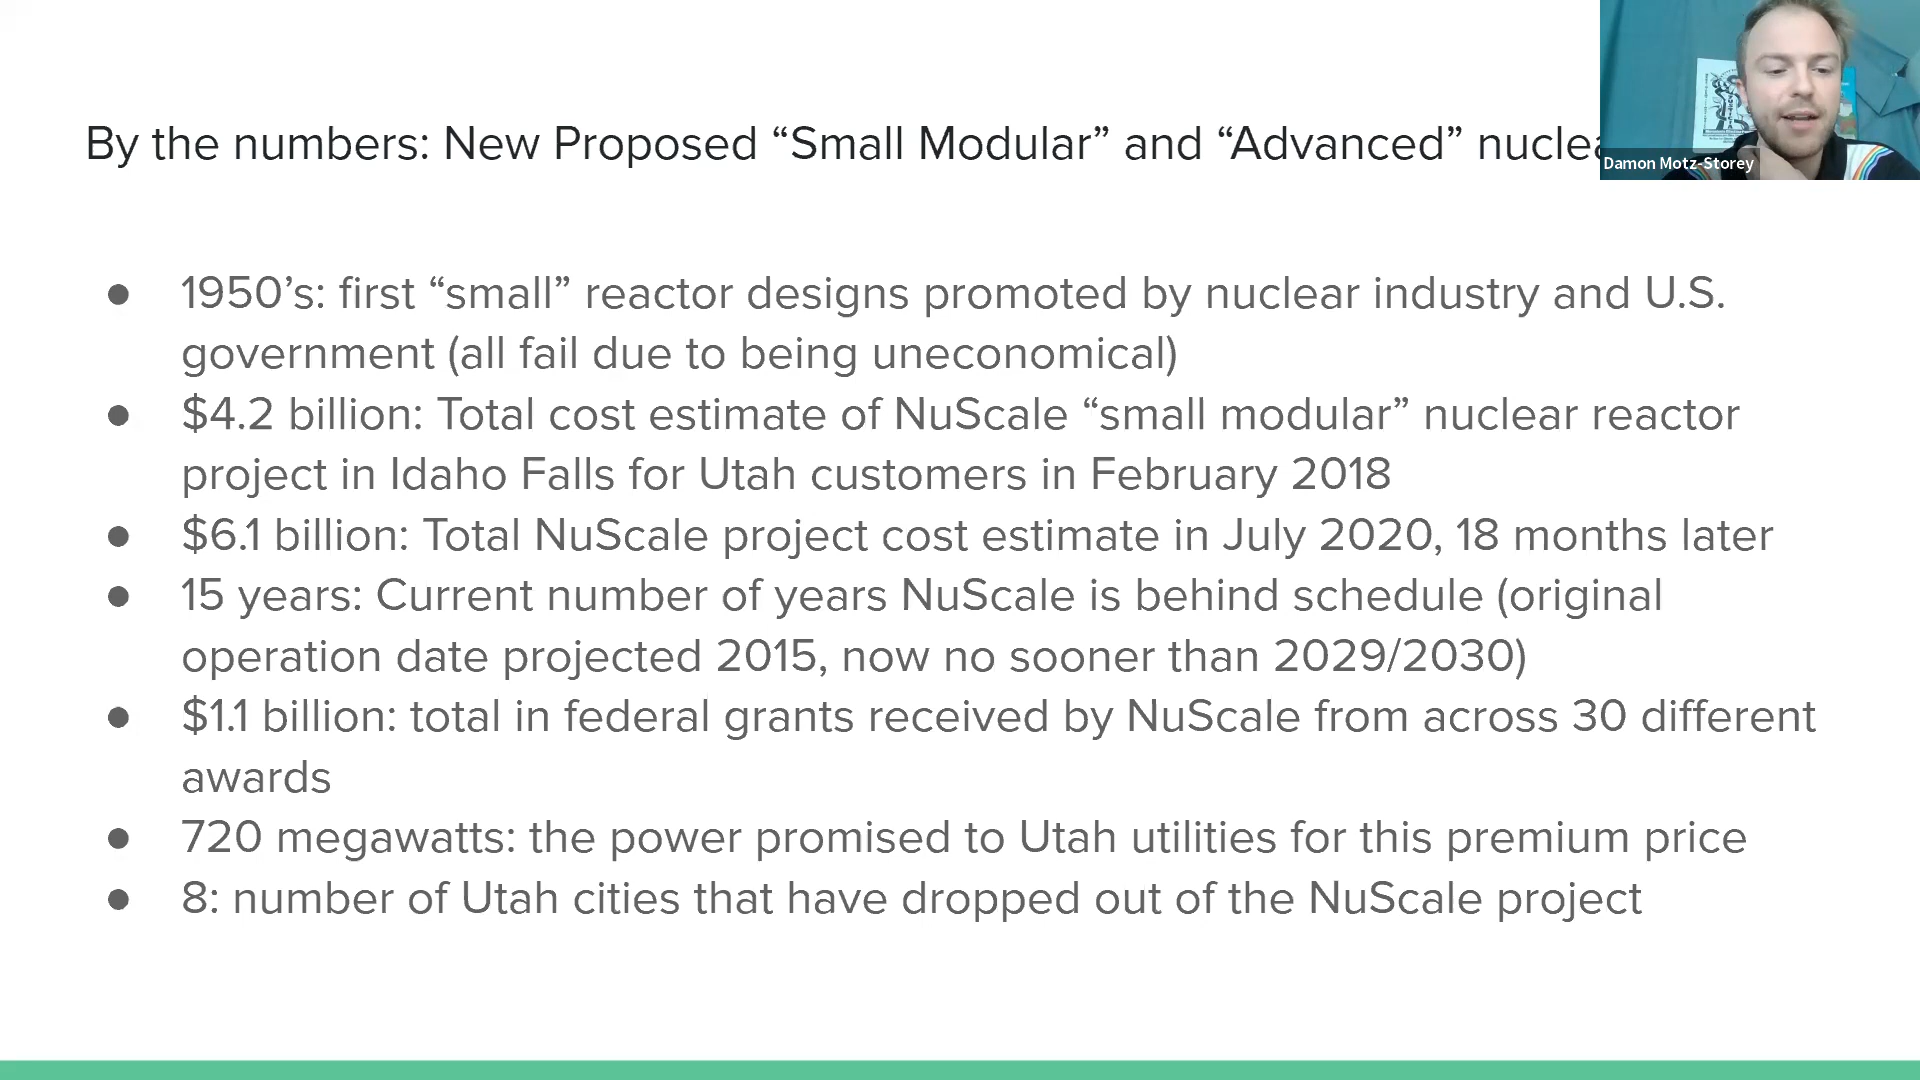 By the numbers: New Proposed “Small Modular” and “Advanced”
Damon Motz-Storey
● 1950’s: first “small” reactor designs promoted by nuclear industry and U.S.
government (all fail due to being uneconomical)
● $4.2 billion: Total cost estimate of NuScale “small modular” nuclear reactor
project in Idaho Falls for Utah customers in February 2018
● $6.1 billion: Total NuScale project cost estimate in July 2020, 18 months later
● 15 years: Current number of years NuScale is behind schedule (original
operation date projected 2015, now no sooner than 2029/2030)
● $1.1 billion: total in federal grants received by NuScale from across 30 different
awards
● 720 megawatts: the power promised to Utah utilities for this premium price
● 8: number of Utah cities that have dropped out of the NuScale project